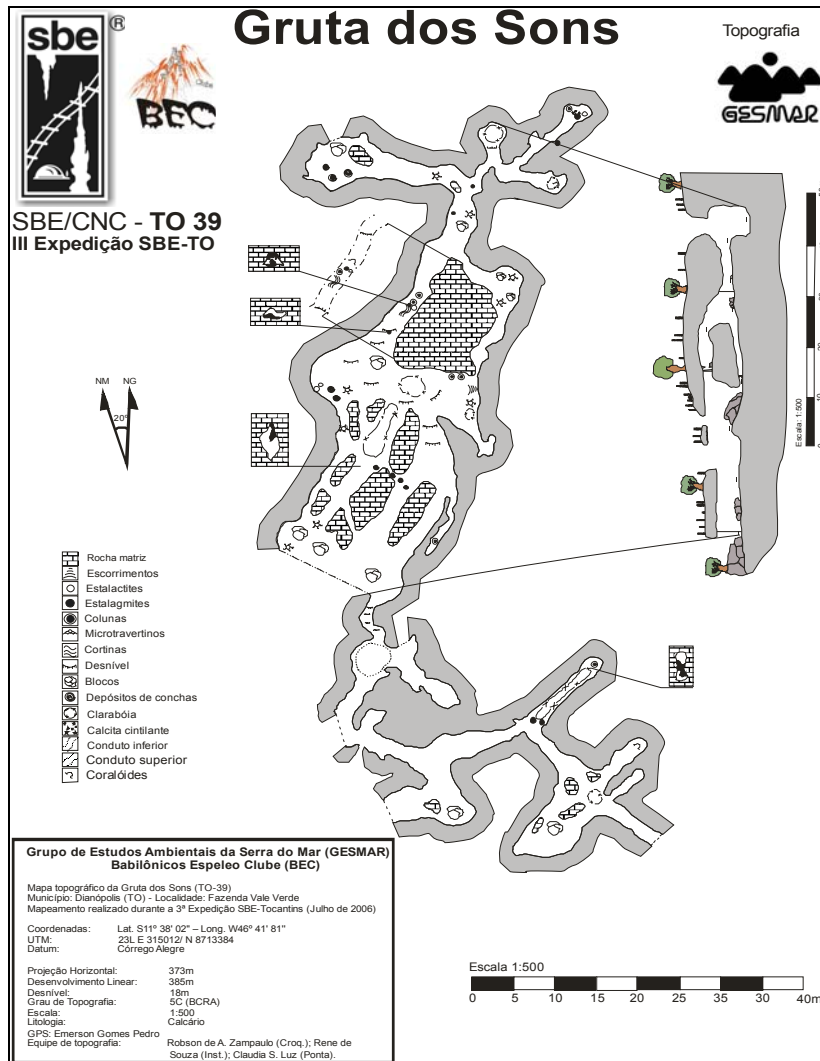 Gruta dos Sons
sbe
®
Clube
BEC
Topografia
GESMAR
SBE/CNC - TO 39
III Expedição SBE-TO
NM NG
20º
Escala: 1:500
Rocha matriz
Escorrimentos
Estalactites
Estalagmites
Colunas
Microtravertinos
Cortinas
Desnível
Blocos
Depósitos de conchas
Clarabóia
Calcita cintilante
Conduto inferior
Conduto superior
Coralóides
Grupo de Estudos Ambientais da Serra do Mar (GESMAR)
Babilônicos Espeleo Clube (BEC)
Mapa topográfico da Gruta dos Sons (TO-39)
Município: Dianópolis (TO) - Localidade: Fazenda Vale Verde
Mapeamento realizado durante a 3ª Expedição SBE-Tocantins (Julho de 2006)
Coordenadas: Lat. S11º 38' 02" – Long. W46º 41' 81"
UTM: 23L E 315012/ N 8713384
Datum: Córrego Alegre
Projeção Horizontal: 373m
Desenvolvimento Linear: 385m
Desnível: 18m
Grau de Topografia: 5C (BCRA)
Escala: 1:500
Litologia: Calcário
GPS: Emerson Gomes Pedro
Equipe de topografia: Robson de A. Zampaulo (Croq.); Rene de
Souza (Inst.); Claudia S. Luz (Ponta).
Escala 1:500
0 5 10 15 20 25 35 30 40m